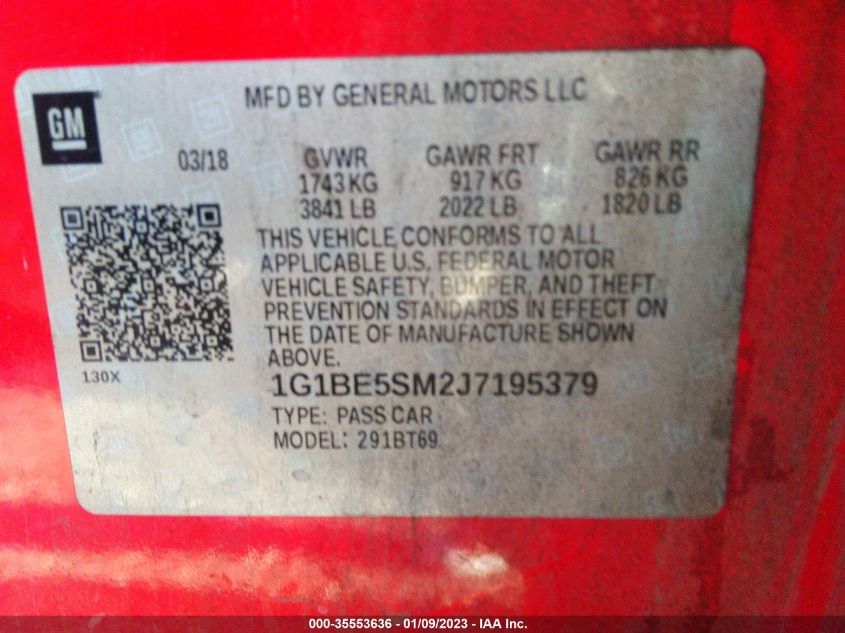 MFD BY GENERAL MOTORS LLC
GM
03/18 GVWR GAWR FRT GAWR RR
1743 KG 917 KG 826 KG
3841 LB 2022 LB 1820 LB
THIS VEHICLE CONFORMS TO ALL
APPLICABLE U.S. FEDERAL MOTOR
VEHICLE SAFETY, BUMPER, AND THEFT
PREVENTION STANDARDS IN EFFECT ON
THE DATE OF MANUFACTURE SHOWN
ABOVE.
130X
1G1BE5SM2J7195379
TYPE: PASS CAR
MODEL: 291BT69
000-35553636 - 01/09/2023 - IAA Inc.